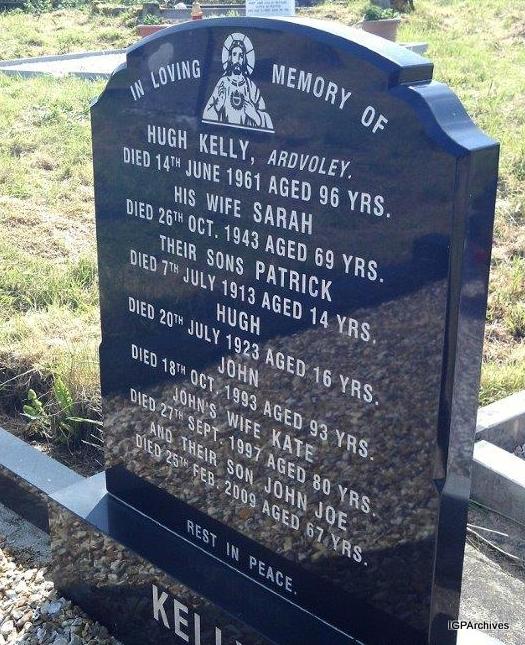 IN LOVING MEMORY OF
HUGH KELLY, ARDVOLEY.
DIED 14TH JUNE 1961 AGED 96 YRS.
HIS WIFE SARAH
DIED 26TH OCT. 1943 AGED 69 YRS.
THEIR SONS PATRICK
DIED 7TH JULY 1913 AGED 14 YRS.
HUGH
DIED 20TH JULY 1923 AGED 16 YRS.
JOHN
DIED 18TH OCT. 1993 AGED 93 YRS.
JOHN'S WIFE KATE
DIED 27TH SEPT. 1997 AGED 80 YRS
AND THEIR SON JOHN JOE
DIED 25TH FEB. 2009 AGED 67 YRS.
REST IN PEACE.
KELL
IGPArchives